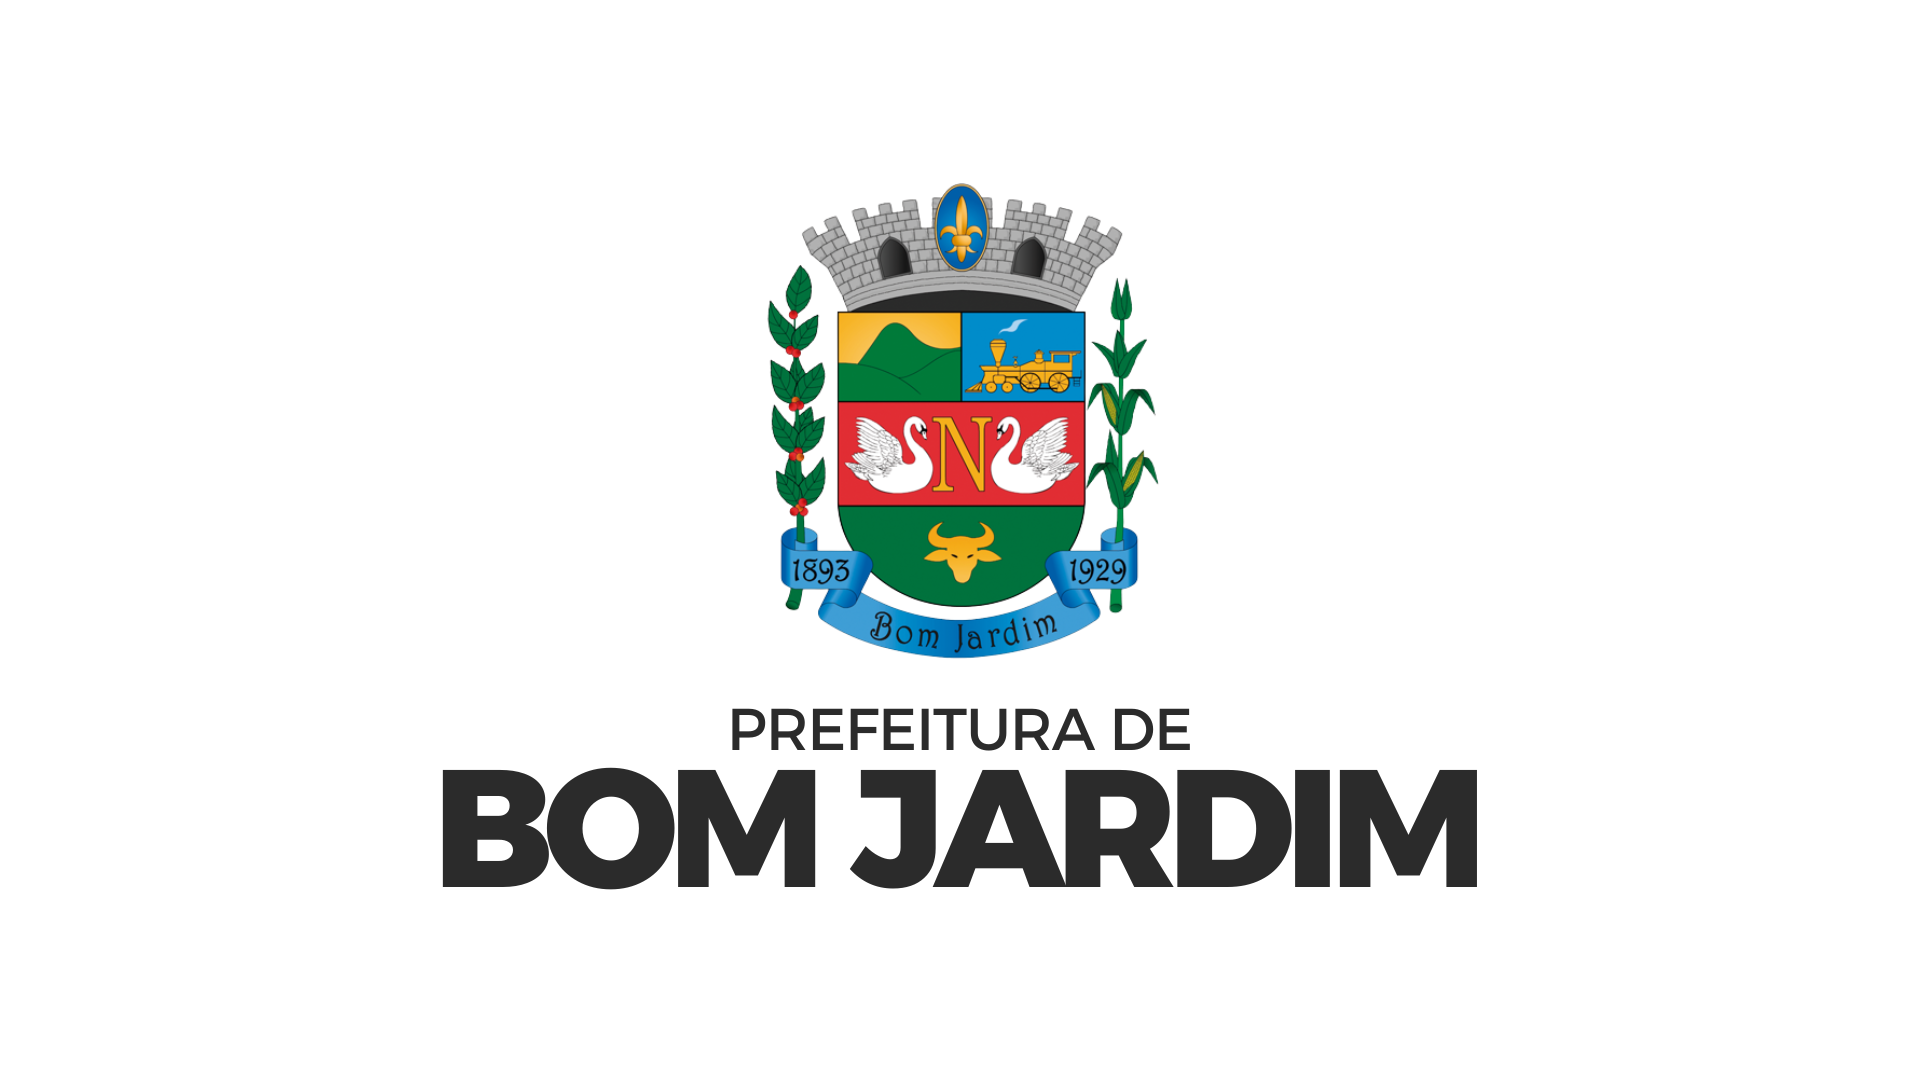 N
1893
1929
Bom Jardim
PREFEITURA DE
BOM JARDIM